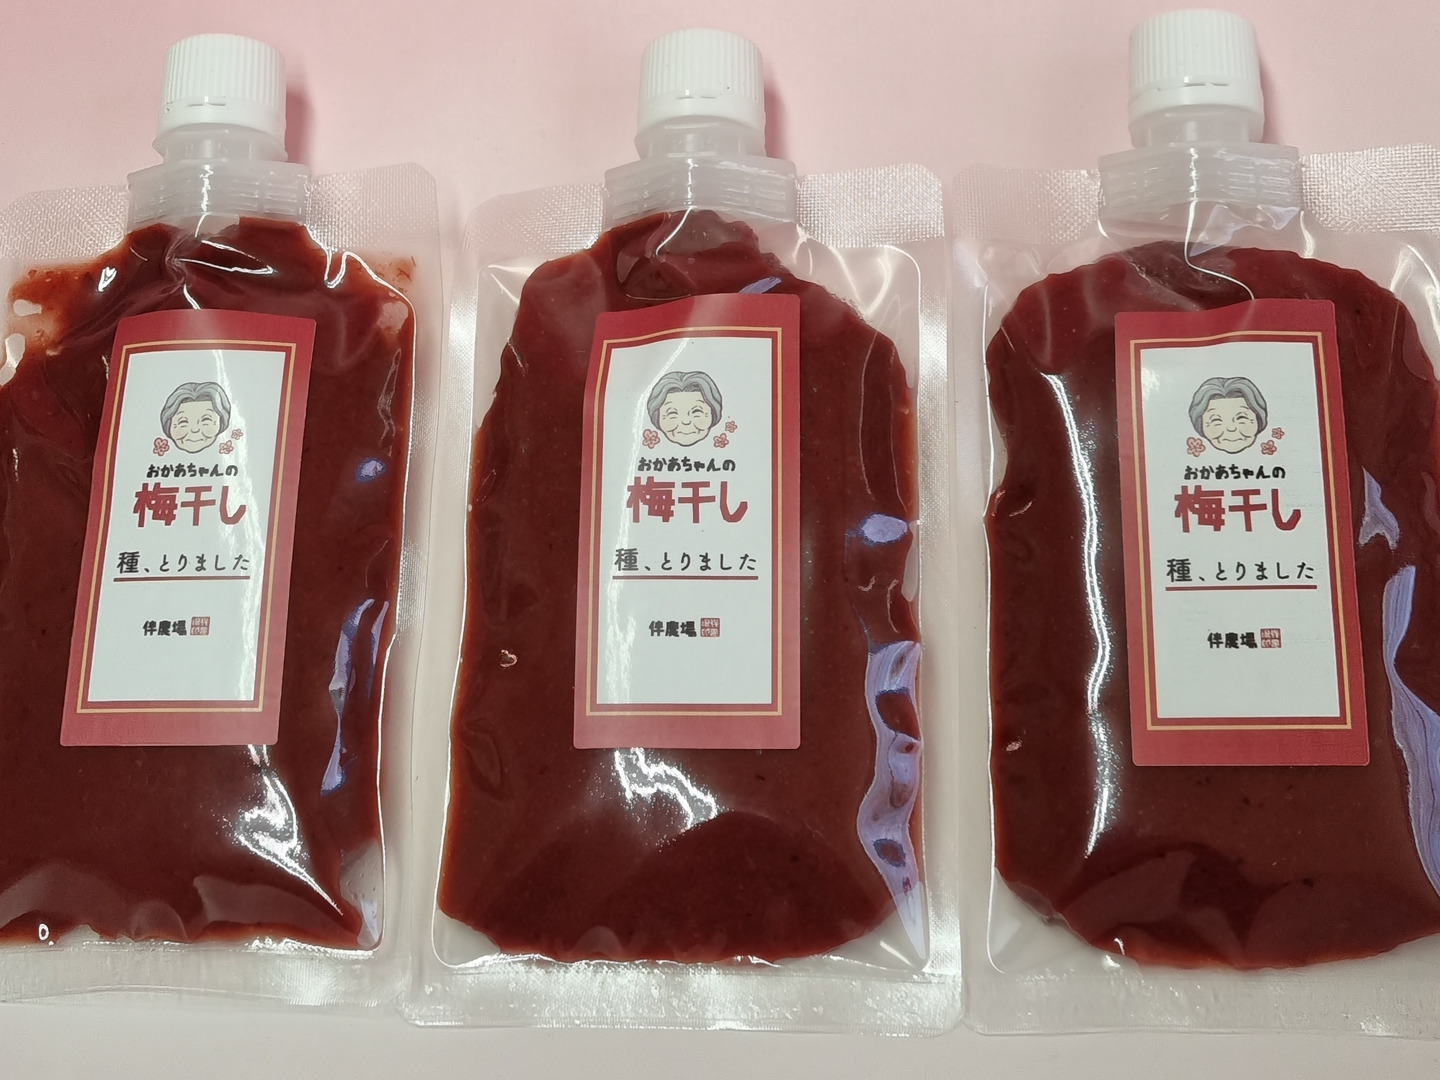 おかあちゃんの
梅干し
種、とりました
伴農場
おかあちゃんの
梅干し
種、とりました
伴農場
おかあちゃんの
梅干し
種、とりました
伴農場